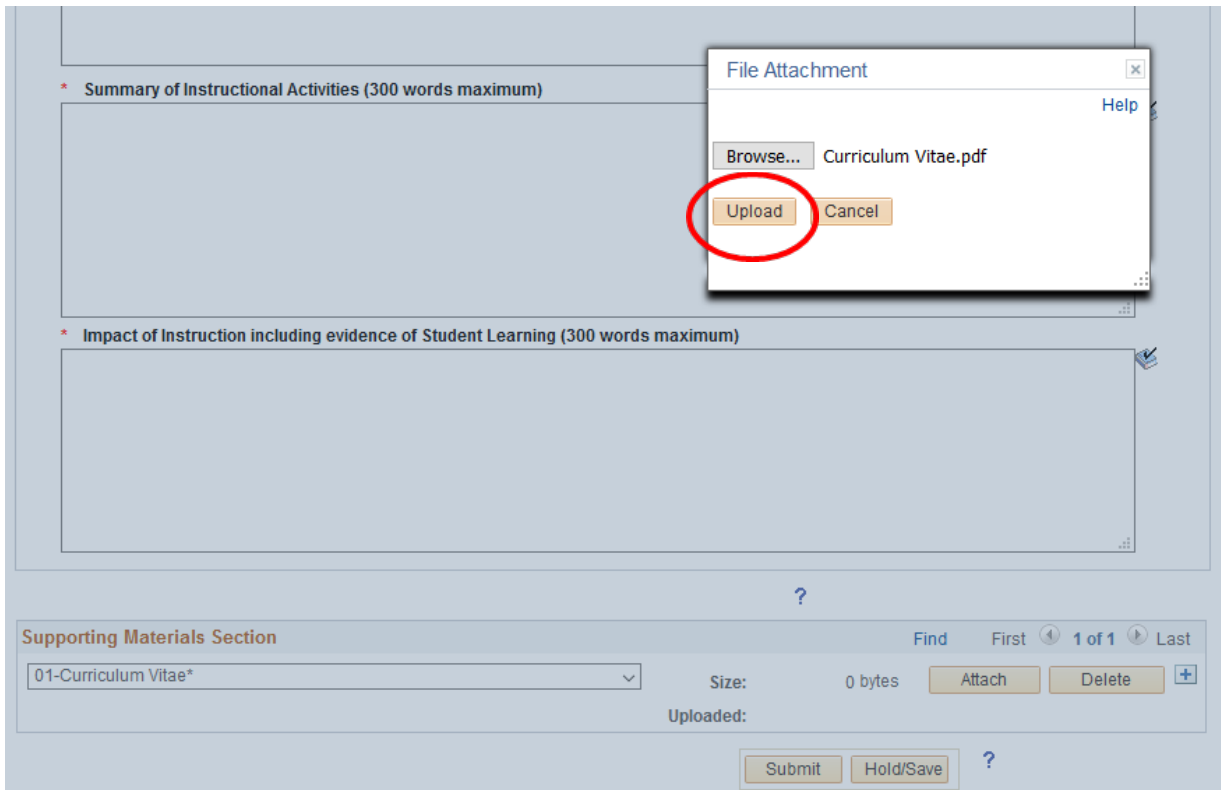 File Attachment
Help
Browse... Curriculum Vitae.pdf
Upload Cancel
* Summary of Instructional Activities (300 words maximum)
* Impact of Instruction including evidence of Student Learning (300 words maximum)
?
Supporting Materials Section Find First 1 of 1 Last
01-Curriculum Vitae* Size: 0 bytes Attach Delete
Uploaded:
Submit Hold/Save ?